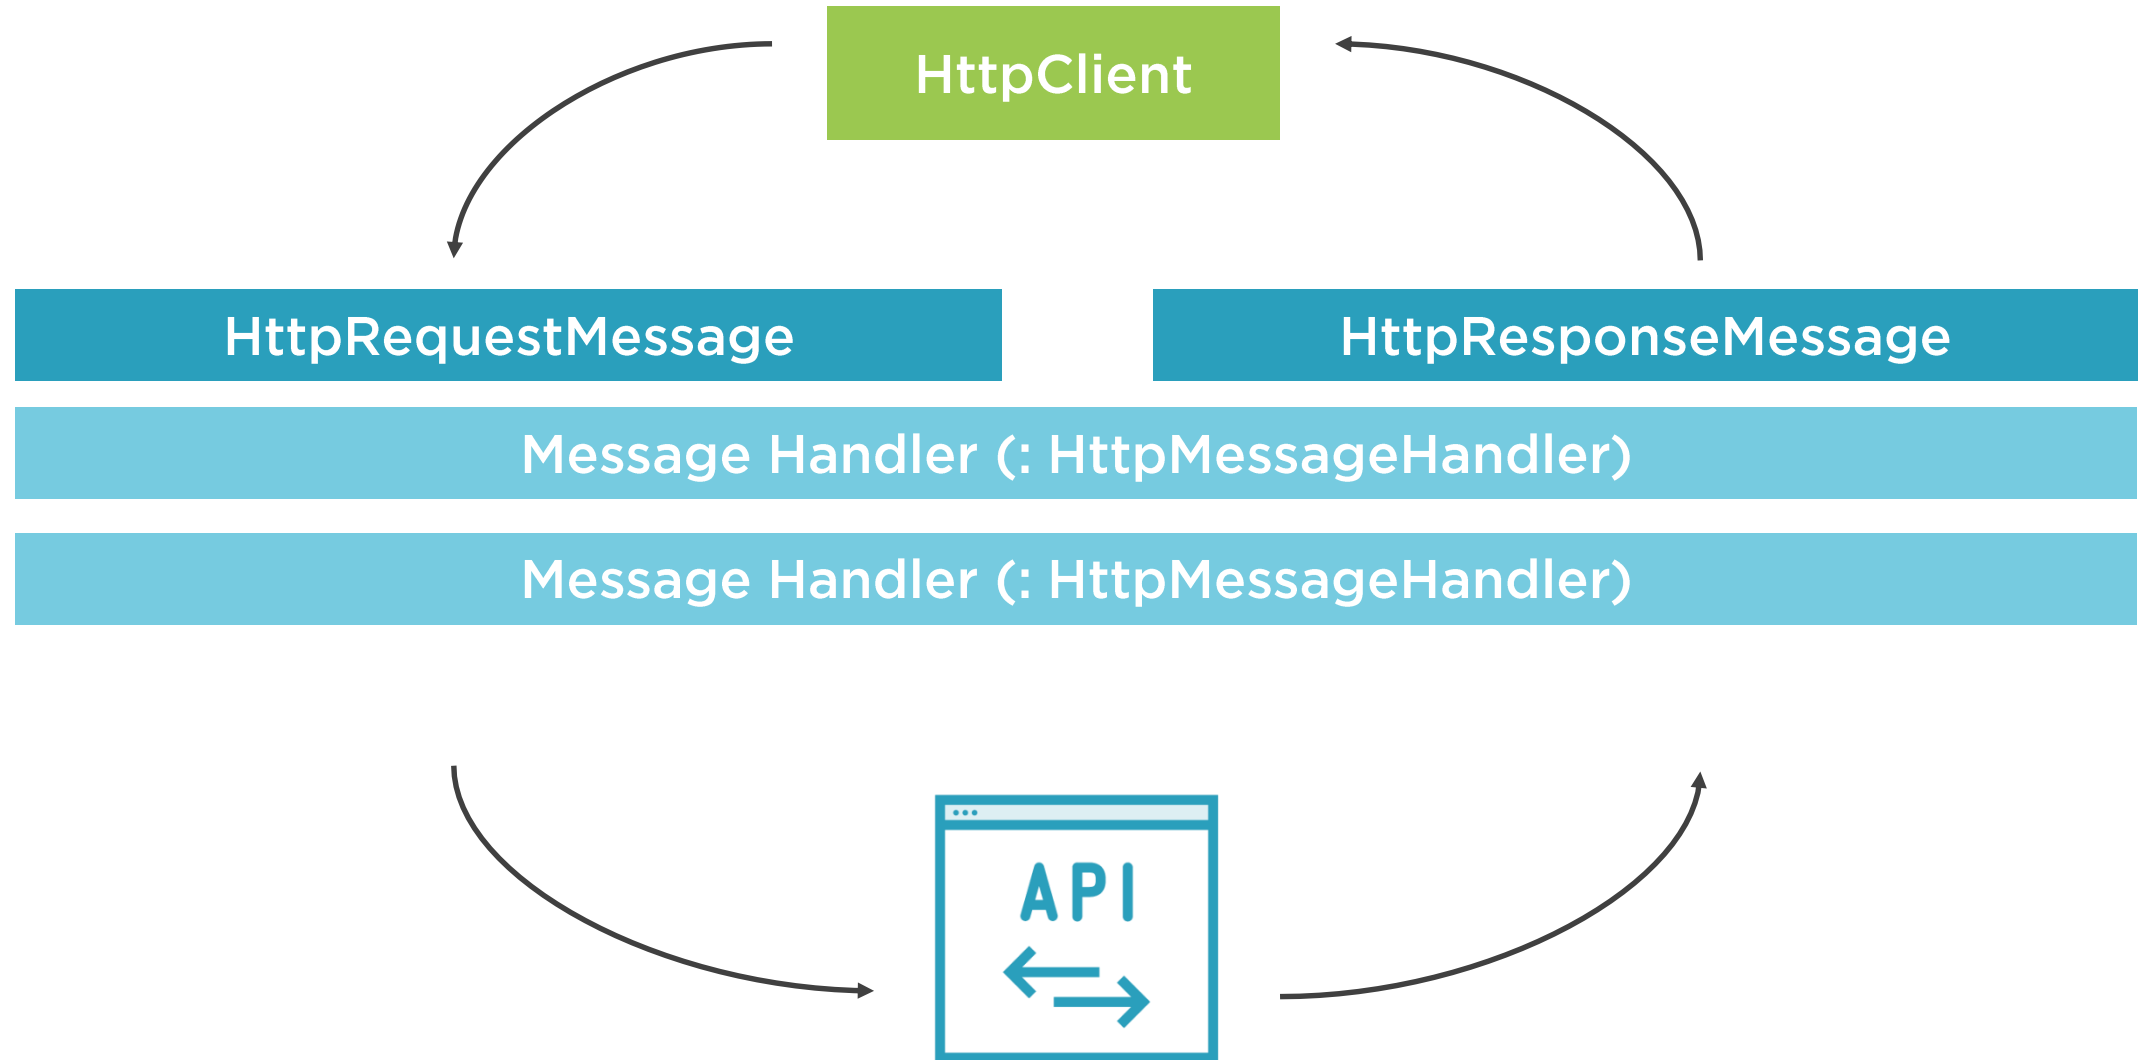 HttpClient
HttpRequestMessage
HttpResponseMessage
Message Handler (: HttpMessageHandler)
Message Handler (: HttpMessageHandler)
API